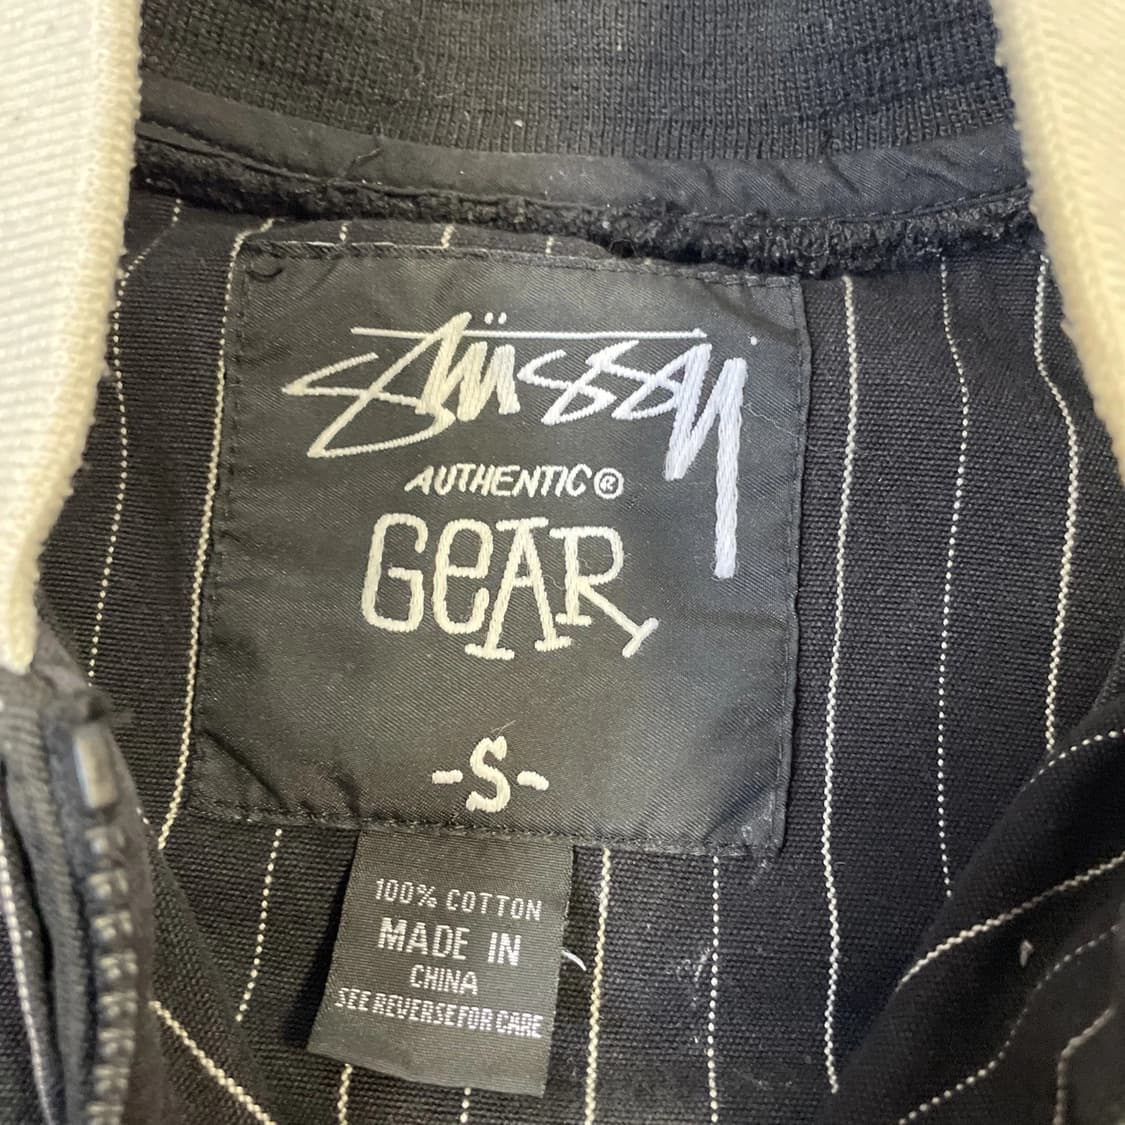 Stüssy
AUTHENTIC®
GeAR
-S-
100% COTTON
MADE IN
CHINA
SEE REVERSE FOR CARE